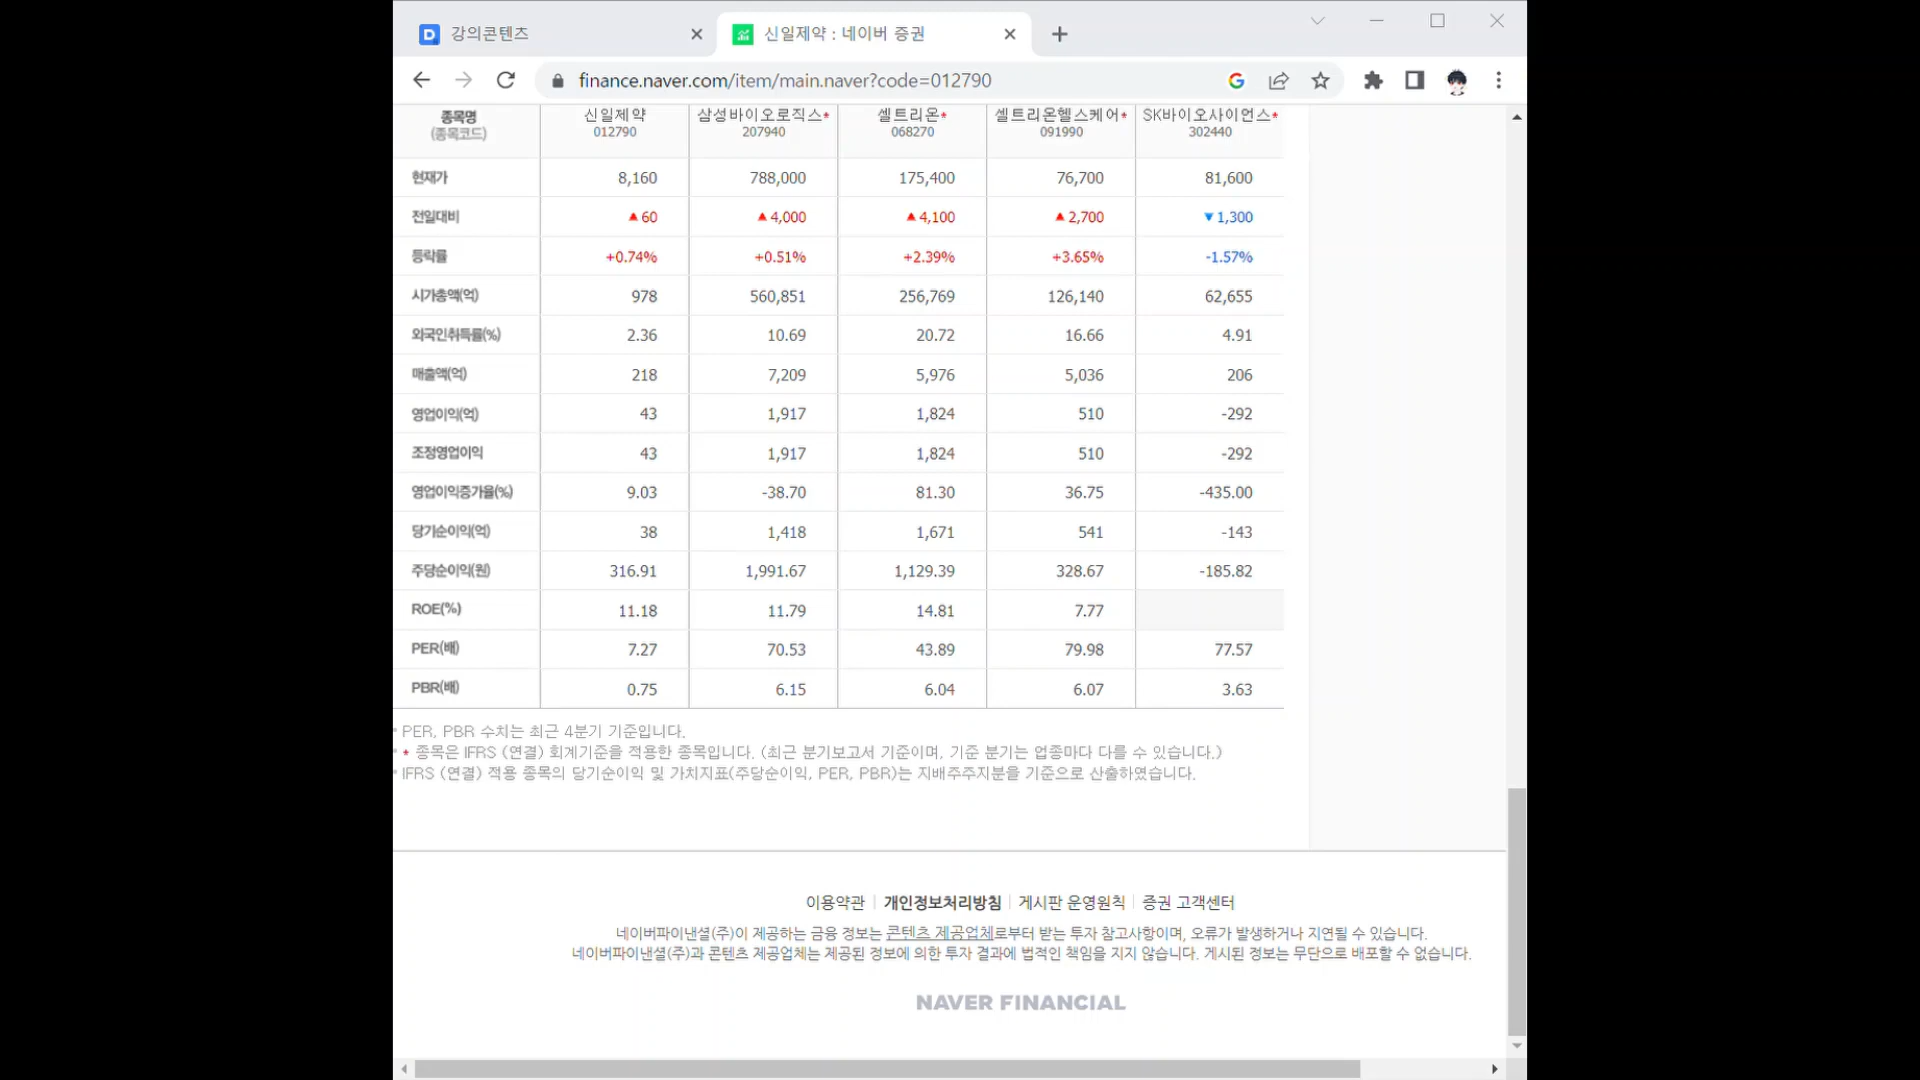 강의콘텐츠
신일제약 : 네이버 증권
finance.naver.com/item/main.naver?code=012790
종목명 신일제약 삼성바이오로직스* 셀트리온* 셀트리온헬스케어* SK바이오사이언스*
(종목코드) 012790 207940 068270 091990 302440
현재가 8,160 788,000 175,400 76,700 81,600
전일대비 ▲60 ▲4,000 ▲4,100 ▲2,700 ▼1,300
등락률 +0.74% +0.51% +2.39% +3.65% -1.57%
시가총액(억) 978 560,851 256,769 126,140 62,655
외국인취득률(%) 2.36 10.69 20.72 16.66 4.91
매출액(억) 218 7,209 5,976 5,036 206
영업이익(억) 43 1,917 1,824 510 -292
조정영업이익 43 1,917 1,824 510 -292
영업이익증가율(%) 9.03 -38.70 81.30 36.75 -435.00
당기순이익(억) 38 1,418 1,671 541 -143
주당순이익(원) 316.91 1,991.67 1,129.39 328.67 -185.82
ROE(%) 11.18 11.79 14.81 7.77
PER(배) 7.27 70.53 43.89 79.98 77.57
PBR(배) 0.75 6.15 6.04 6.07 3.63
* PER, PBR 수치는 최근 4분기 기준입니다.
* * 종목은 IFRS (연결) 회계기준을 적용한 종목입니다. (최근 분기보고서 기준이며, 기준 분기는 업종마다 다를 수 있습니다.)
* IFRS (연결) 적용 종목의 당기순이익 및 가치지표(주당순이익, PER, PBR)는 지배주주지분을 기준으로 산출하였습니다.
이용약관 개인정보처리방침 게시판 운영원칙 증권 고객센터
네이버파이낸셜(주)이 제공하는 금융 정보는 콘텐츠 제공업체로부터 받는 투자 참고사항이며, 오류가 발생하거나 지연될 수 있습니다.
네이버파이낸셜(주)과 콘텐츠 제공업체는 제공된 정보에 의한 투자 결과에 법적인 책임을 지지 않습니다. 게시된 정보는 무단으로 배포할 수 없습니다.
NAVER FINANCIAL